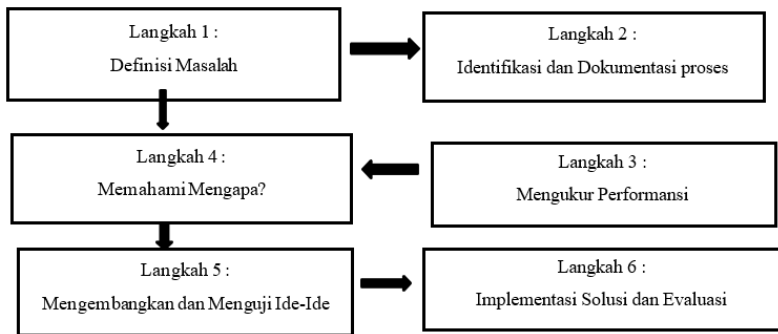 Langkah 1 :
Definisi Masalah
Langkah 2 :
Identifikasi dan Dokumentasi proses
Langkah 4 :
Memahami Mengapa?
Langkah 3 :
Mengukur Performansi
Langkah 5 :
Mengembangkan dan Menguji Ide-Ide
Langkah 6 :
Implementasi Solusi dan Evaluasi